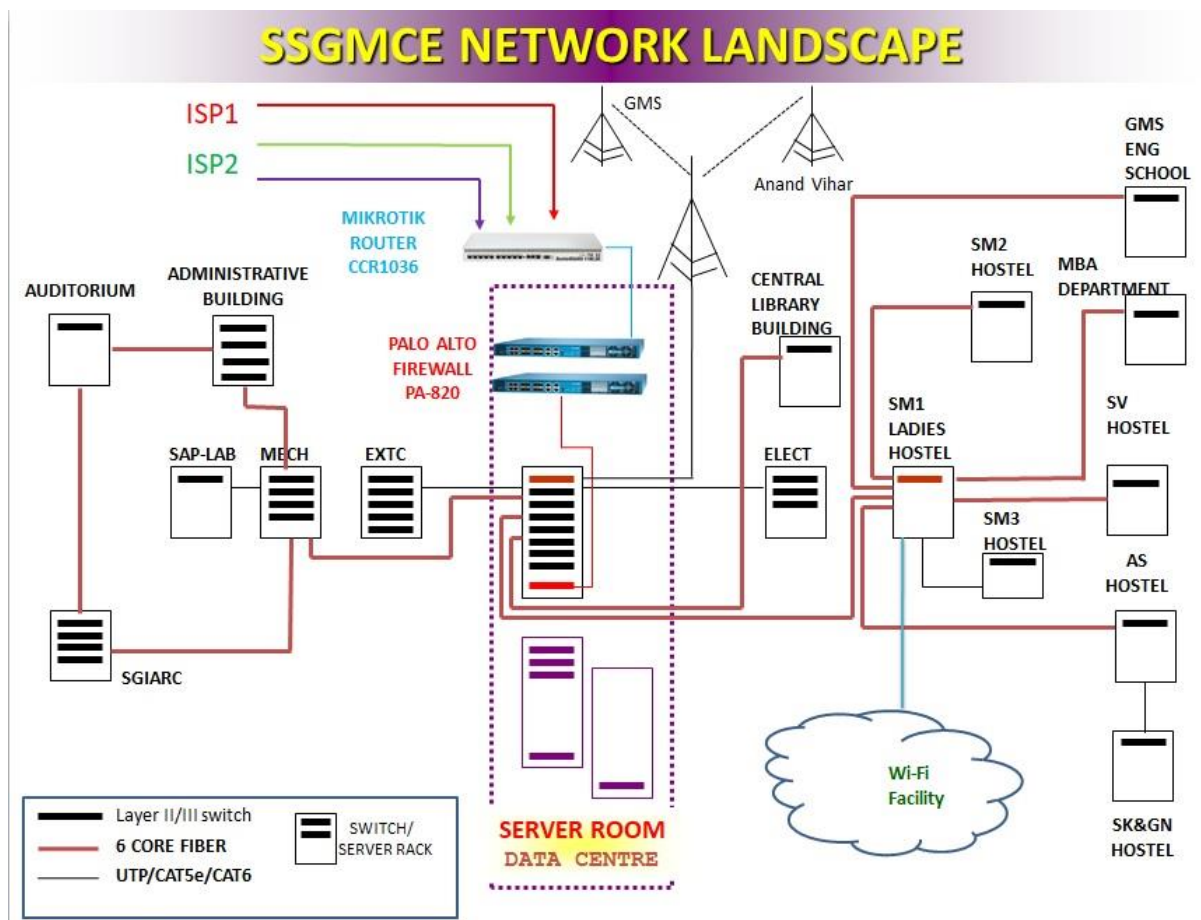 SSGMCE NETWORK LANDSCAPE
ISP1
ISP2
GMS
Anand Vihar
GMS
ENG
SCHOOL
MIKROTIK
ROUTER
CCR1036
SM2
HOSTEL
MBA
DEPARTMENT
AUDITORIUM
ADMINISTRATIVE
BUILDING
CENTRAL
LIBRARY
BUILDING
PALO ALTO
FIREWALL
PA-820
SM1
LADIES
HOSTEL
SV
HOSTEL
SAP-LAB
MECH
EXTC
ELECT
SM3
HOSTEL
AS
HOSTEL
SGIARC
Wi-Fi
Facility
SK&GN
HOSTEL
SERVER ROOM
DATA CENTRE
Layer II/III switch
6 CORE FIBER
UTP/CAT5e/CAT6
SWITCH/
SERVER RACK